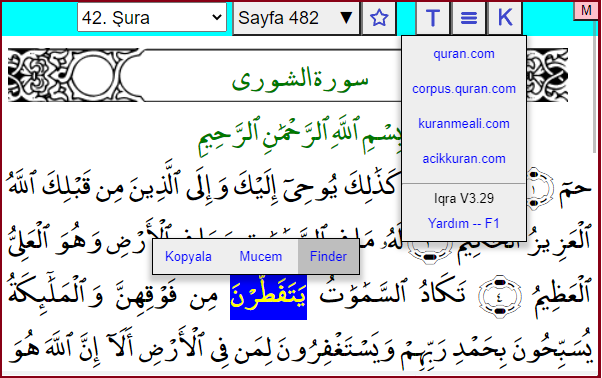 42. Şura Sayfa 482 ☆ T ≡ K M
quran.com
corpus.quran.com
kuranmeali.com
acikkuran.com
Iqra V3.29
Yardım -- F1
سورة الشورى
بِسْمِ ٱللَّهِ ٱلرَّحْمَٰنِ ٱلرَّحِيمِ
حمٓ ١ كَذَٰلِكَ يُوحِىٓ إِلَيْكَ وَإِلَى ٱلَّذِينَ مِن قَبْلِكَ ٱللَّهُ
ٱلْعَزِيزُ ٱلْحَكِيمُ ٣ لَهُۥ مَا فِى ٱلْأَرْضِ وَهُوَ ٱلْعَلِىُّ
Kopyala Mucem Finder
ٱلْعَظِيمُ ٤ تَكَادُ ٱلسَّمَٰوَٰتُ يَتَفَطَّرْنَ مِن فَوْقِهِنَّ وَٱلْمَلَٰٓئِكَةُ
يُسَبِّحُونَ بِحَمْدِ رَبِّهِمْ وَيَسْتَغْفِرُونَ لِمَن فِى ٱلْأَرْضِ أَلَآ إِنَّ ٱللَّهَ هُوَ